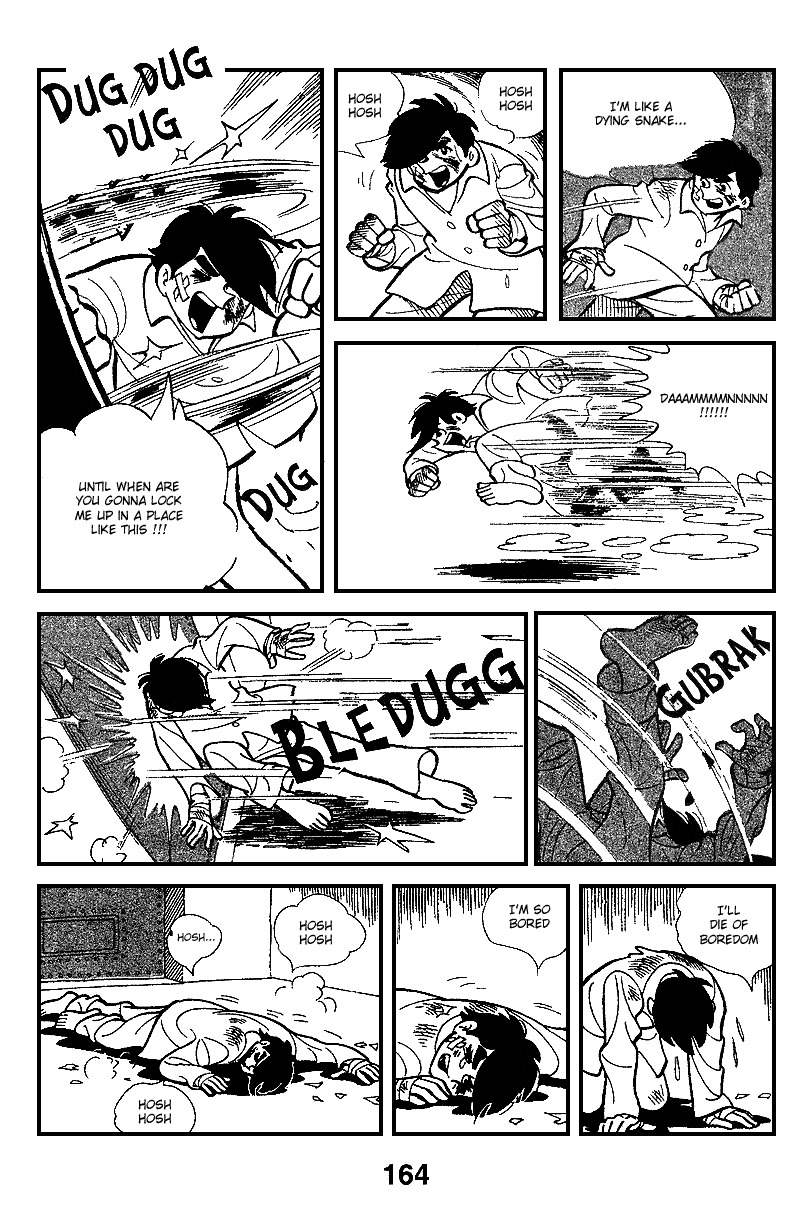 DUG DUG
DUG
UNTIL WHEN ARE
YOU GONNA LOCK
ME UP IN A PLACE
LIKE THIS !!!
DUG
HOSH
HOSH
HOSH
HOSH
I'M LIKE A
DYING SNAKE...
DAAAMMMMNNNNN
!!!!!!
BLEDUGG
GUBRAK
HOSH...
HOSH
HOSH
HOSH
HOSH
I'M SO
BORED
I'LL
DIE OF
BOREDOM
164